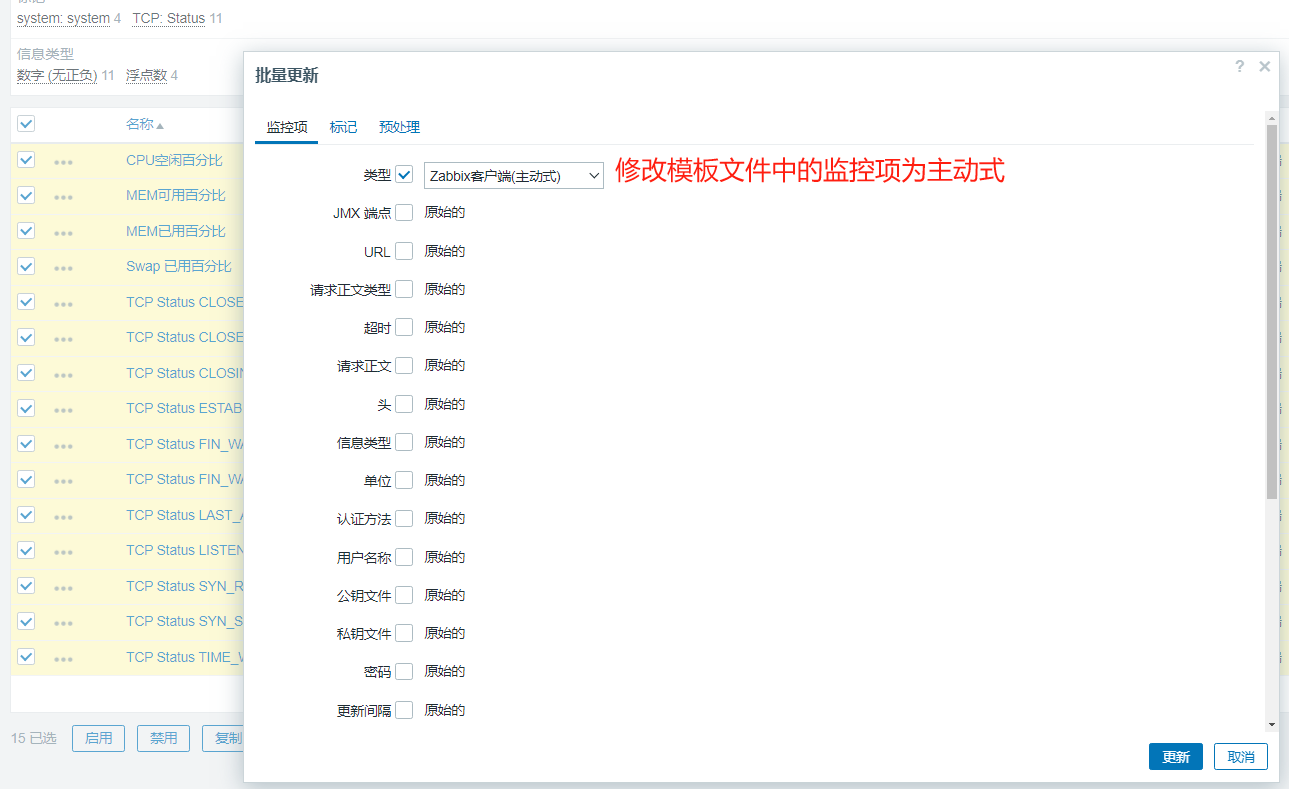 system: system 4 TCP: Status 11
信息类型
数字 (无正负) 11 浮点数 4
批量更新
?
监控项 标记 预处理
名称
类型 Zabbix客户端(主动式) 修改模板文件中的监控项为主动式
CPU空闲百分比
MEM可用百分比
JMX 端点 原始的
MEM已用百分比
URL 原始的
Swap 已用百分比
请求正文类型 原始的
TCP Status CLOSE
超时 原始的
TCP Status CLOSE
请求正文 原始的
TCP Status CLOSIN
头 原始的
TCP Status ESTAB
信息类型 原始的
TCP Status FIN_WA
单位 原始的
TCP Status FIN_WA
认证方法 原始的
TCP Status LAST_A
用户名称 原始的
TCP Status LISTEN
公钥文件 原始的
TCP Status SYN_R
私钥文件 原始的
TCP Status SYN_S
密码 原始的
TCP Status TIME_W
更新间隔 原始的
15 已选 启用 禁用 复制
更新 取消